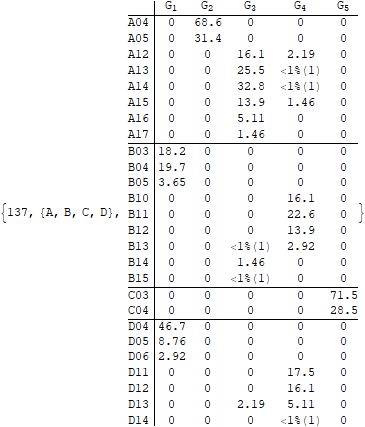 G₁ G₂ G₃ G₄ G₅
A04 0 68.6 0 0 0
A05 0 31.4 0 0 0
A12 0 0 16.1 2.19 0
A13 0 0 25.5 <1%(1) 0
A14 0 0 32.8 <1%(1) 0
A15 0 0 13.9 1.46 0
A16 0 0 5.11 0 0
A17 0 0 1.46 0 0
B03 18.2 0 0 0 0
B04 19.7 0 0 0 0
B05 3.65 0 0 0 0
B10 0 0 0 16.1 0
{137, {A, B, C, D}, B11 0 0 0 22.6 0 }
B12 0 0 0 13.9 0
B13 0 0 <1%(1) 2.92 0
B14 0 0 1.46 0 0
B15 0 0 <1%(1) 0 0
C03 0 0 0 0 71.5
C04 0 0 0 0 28.5
D04 46.7 0 0 0 0
D05 8.76 0 0 0 0
D06 2.92 0 0 0 0
D11 0 0 0 17.5 0
D12 0 0 0 16.1 0
D13 0 0 2.19 5.11 0
D14 0 0 0 <1%(1) 0